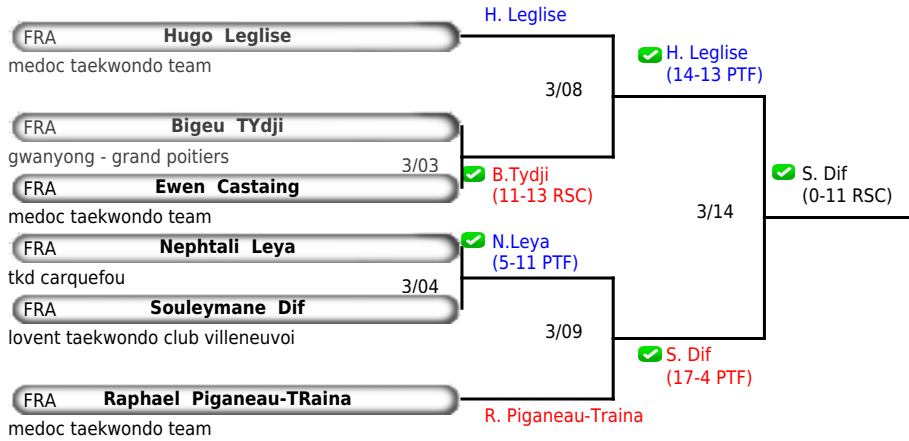 H. Leglise
FRA Hugo Leglise
medoc taekwondo team
H. Leglise
(14-13 PTF)
3/08
FRA Bigeu TYdji
gwanyong - grand poitiers
3/03
B.Tydji
(11-13 RSC)
FRA Ewen Castaing
medoc taekwondo team
S. Dif
(0-11 RSC)
3/14
FRA Nephtali Leya
tkd carquefou
N.Leya
(5-11 PTF)
3/04
FRA Souleymane Dif
lovent taekwondo club villeneuvoi
3/09
S. Dif
(17-4 PTF)
FRA Raphael Piganeau-TRaina
medoc taekwondo team
R. Piganeau-Traina